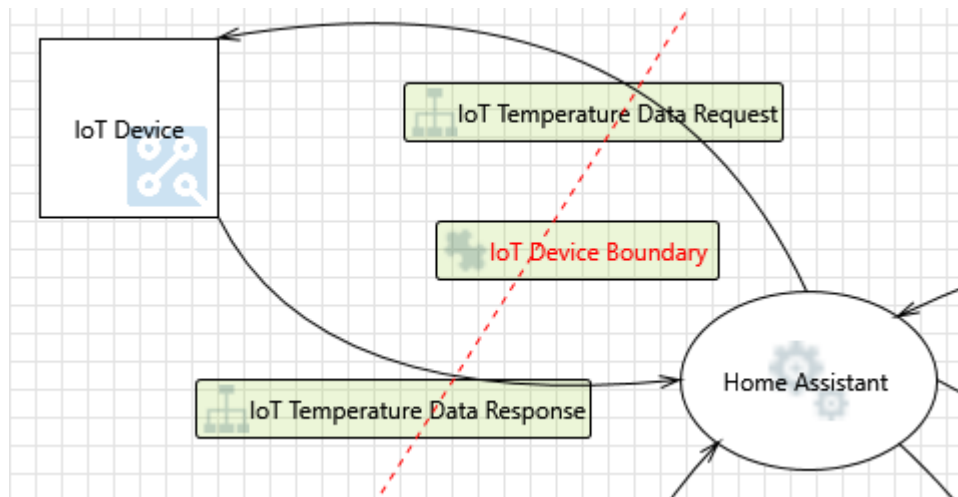 IoT Device
IoT Temperature Data Request
IoT Device Boundary
Home Assistant
IoT Temperature Data Response